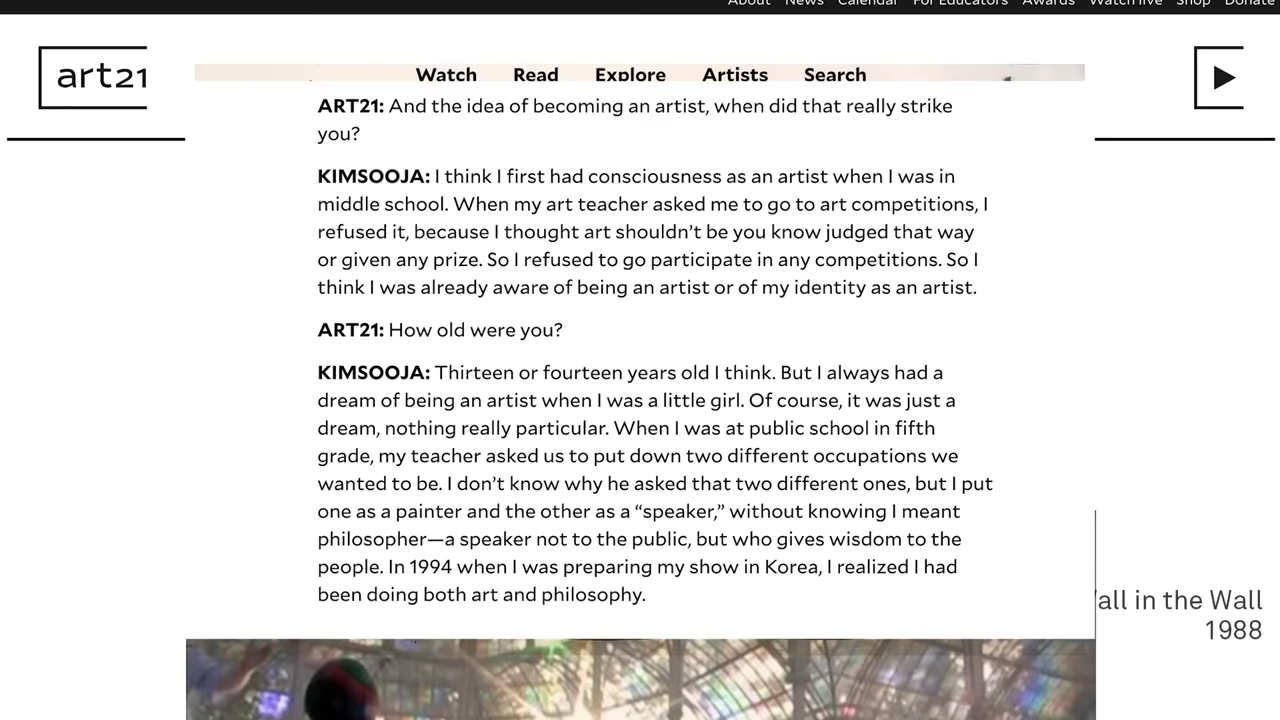 About News Calendar For Educators Awards Watch live Shop Donate
art21
Watch Read Explore Artists Search
ART21: And the idea of becoming an artist, when did that really strike
you?
KIMSOOJA: I think I first had consciousness as an artist when I was in
middle school. When my art teacher asked me to go to art competitions, I
refused it, because I thought art shouldn’t be you know judged that way
or given any prize. So I refused to go participate in any competitions. So I
think I was already aware of being an artist or of my identity as an artist.
ART21: How old were you?
KIMSOOJA: Thirteen or fourteen years old I think. But I always had a
dream of being an artist when I was a little girl. Of course, it was just a
dream, nothing really particular. When I was at public school in fifth
grade, my teacher asked us to put down two different occupations we
wanted to be. I don’t know why he asked that two different ones, but I put
one as a painter and the other as a “speaker,” without knowing I meant
philosopher—a speaker not to the public, but who gives wisdom to the
people. In 1994 when I was preparing my show in Korea, I realized I had
been doing both art and philosophy.
all in the Wall
1988